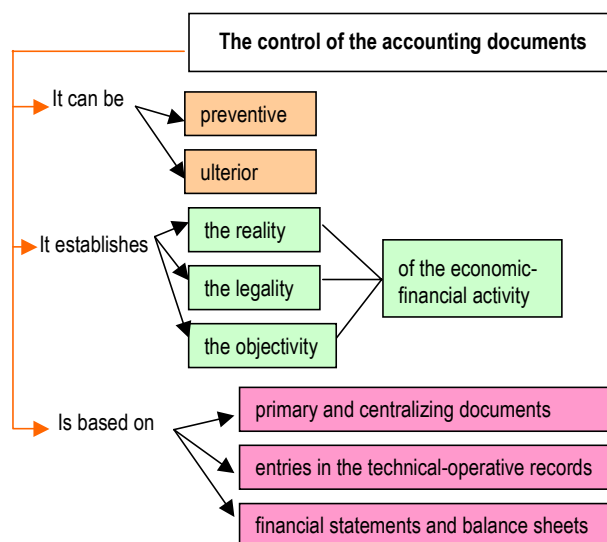 The control of the accounting documents
It can be
preventive
ulterior
It establishes
the reality
the legality
the objectivity
of the economic-
financial activity
Is based on
primary and centralizing documents
entries in the technical-operative records
financial statements and balance sheets